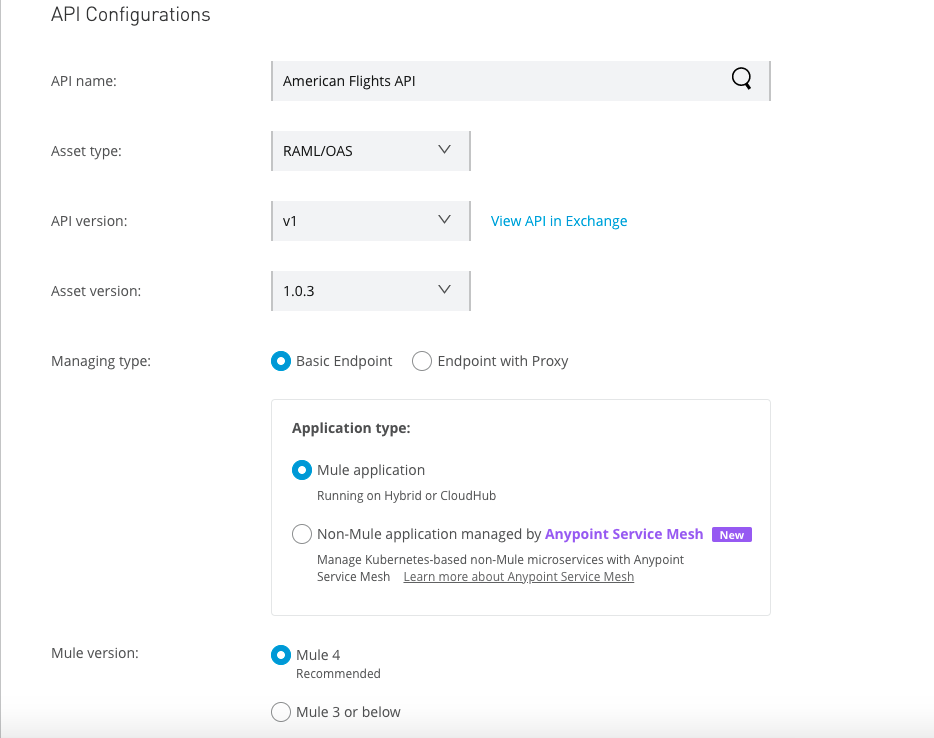 API Configurations
API name:
American Flights API
Asset type:
RAML/OAS
API version:
v1
View API in Exchange
Asset version:
1.0.3
Managing type:
Basic Endpoint
Endpoint with Proxy
Application type:
Mule application
Running on Hybrid or CloudHub
Non-Mule application managed by Anypoint Service Mesh New
Manage Kubernetes-based non-Mule microservices with Anypoint
Service Mesh Learn more about Anypoint Service Mesh
Mule version:
Mule 4
Recommended
Mule 3 or below